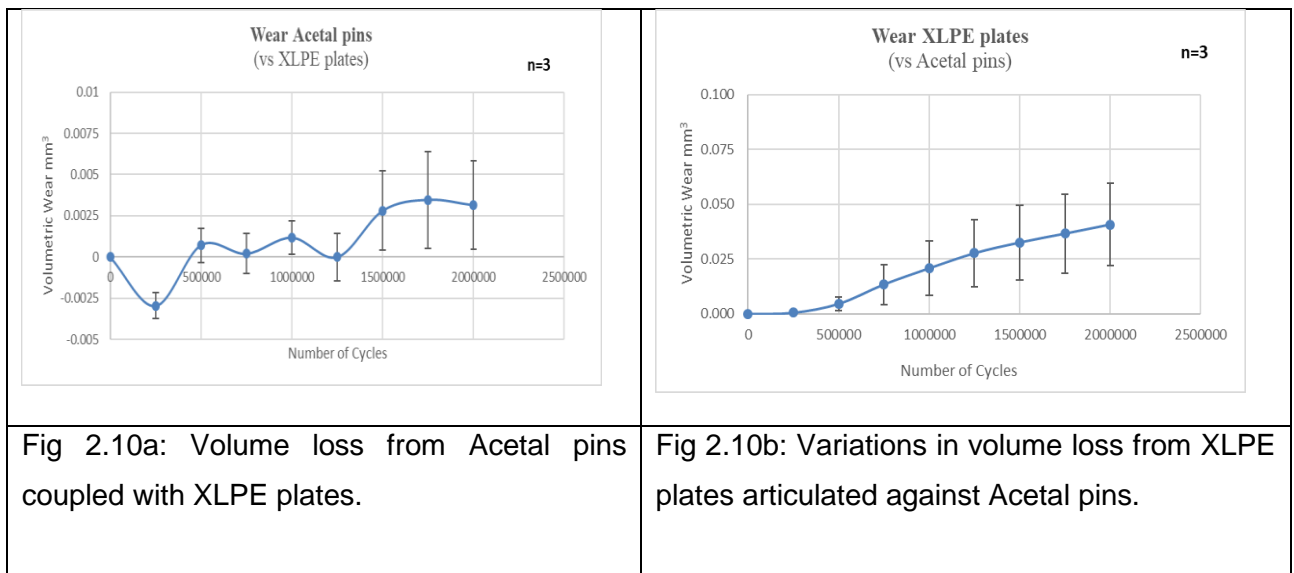 Wear Acetal pins
(vs XLPE plates)
n=3
Volumetric Wear mm³
0.01
0.0075
0.005
0.0025
0
-0.0025
-0.005
0 500000 1000000 1500000 2000000 2500000
Number of Cycles
Fig 2.10a: Volume loss from Acetal pins
coupled with XLPE plates.
Wear XLPE plates
(vs Acetal pins)
n=3
Volumetric Wear mm³
0.100
0.075
0.050
0.025
0.000
0 500000 1000000 1500000 2000000 2500000
Number of Cycles
Fig 2.10b: Variations in volume loss from XLPE
plates articulated against Acetal pins.